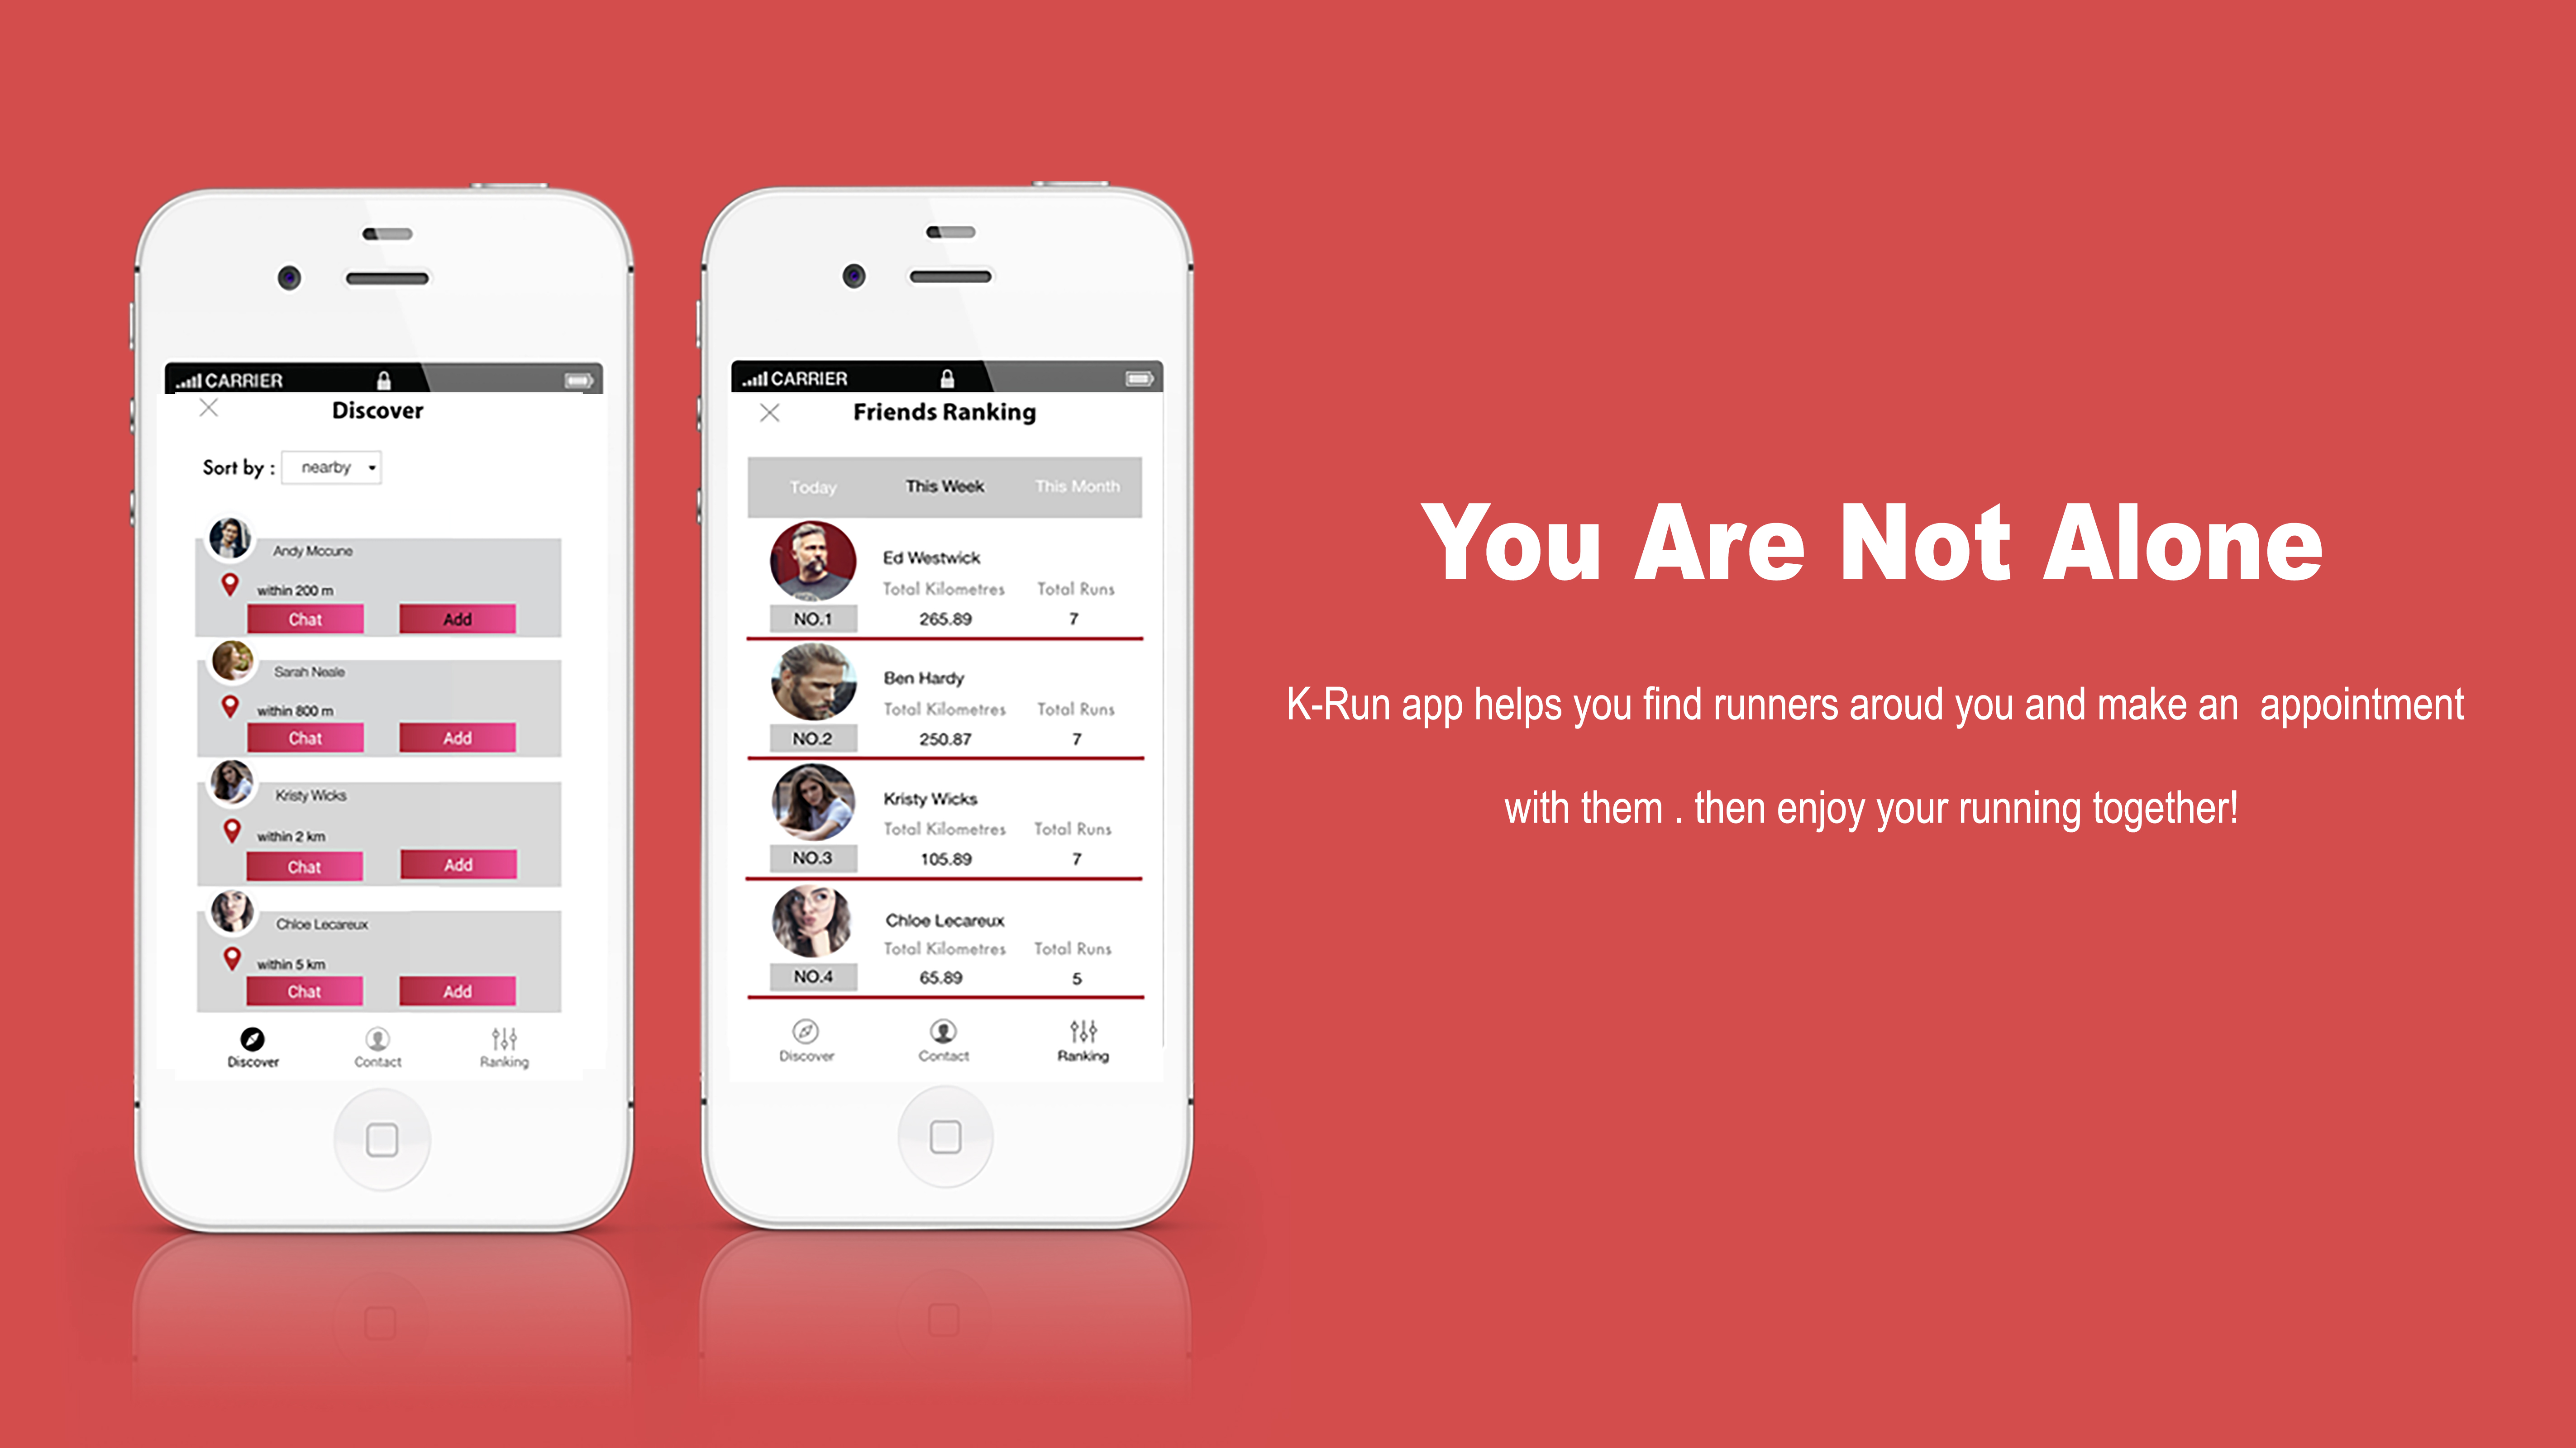 CARRIER
Discover
Sort by : nearby
Andy Mccune
within 200 m
Chat Add
Sarah Neale
within 800 m
Chat Add
Kristy Wicks
within 2 km
Chat Add
Chloe Lecareux
within 5 km
Chat Add
Discover Contact Ranking
CARRIER
Friends Ranking
Today This Week This Month
Ed Westwick
Total Kilometres Total Runs
NO.1 265.89 7
Ben Hardy
Total Kilometres Total Runs
NO.2 250.87 7
Kristy Wicks
Total Kilometres Total Runs
NO.3 105.89 7
Chloe Lecareux
Total Kilometres Total Runs
NO.4 65.89 5
Discover Contact Ranking
You Are Not Alone
K-Run app helps you find runners aroud you and make an  appointment
with them . then enjoy your running together!